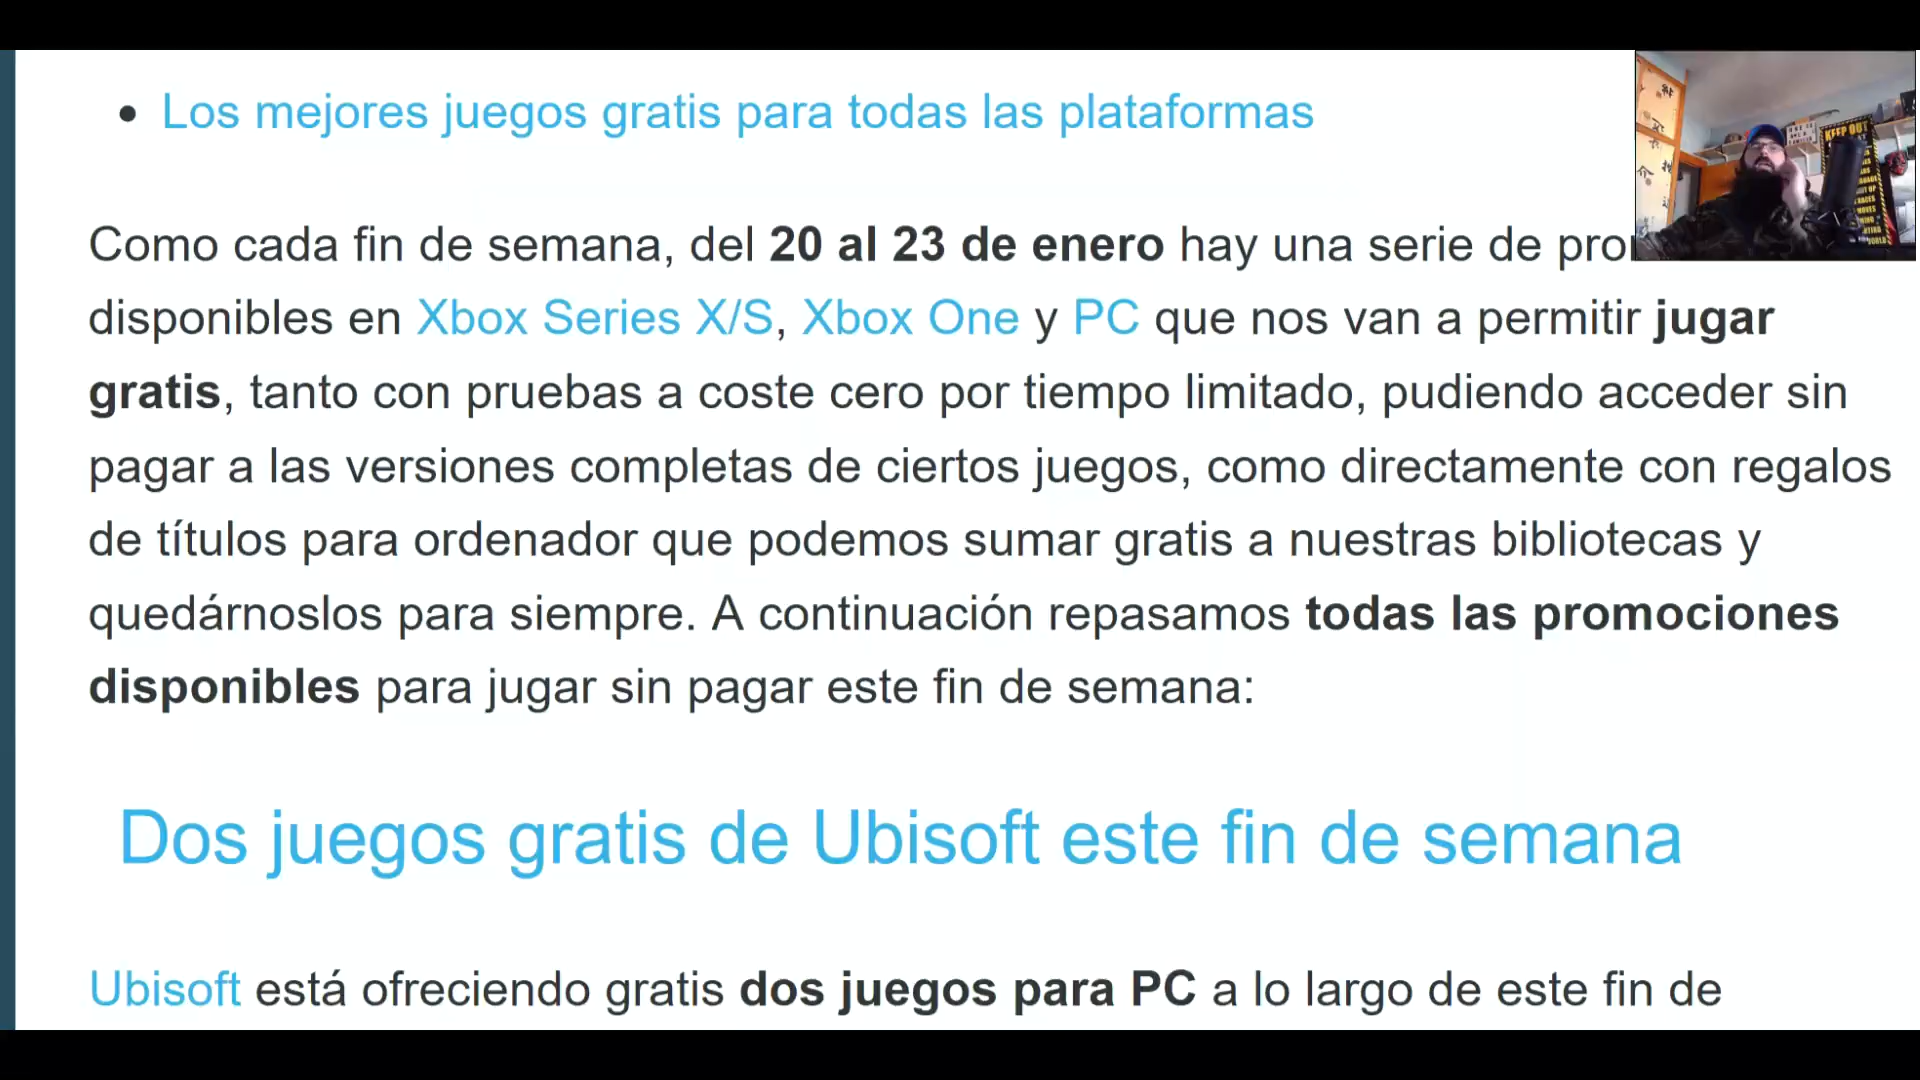 Los mejores juegos gratis para todas las plataformas
Como cada fin de semana, del 20 al 23 de enero hay una serie de
disponibles en Xbox Series X/S, Xbox One y PC que nos van a permitir jugar
gratis, tanto con pruebas a coste cero por tiempo limitado, pudiendo acceder sin
pagar a las versiones completas de ciertos juegos, como directamente con regalos
de títulos para ordenador que podemos sumar gratis a nuestras bibliotecas y
quedárnoslos para siempre. A continuación repasamos todas las promociones
disponibles para jugar sin pagar este fin de semana:
Dos juegos gratis de Ubisoft este fin de semana
Ubisoft está ofreciendo gratis dos juegos para PC a lo largo de este fin de
KEEP OUT